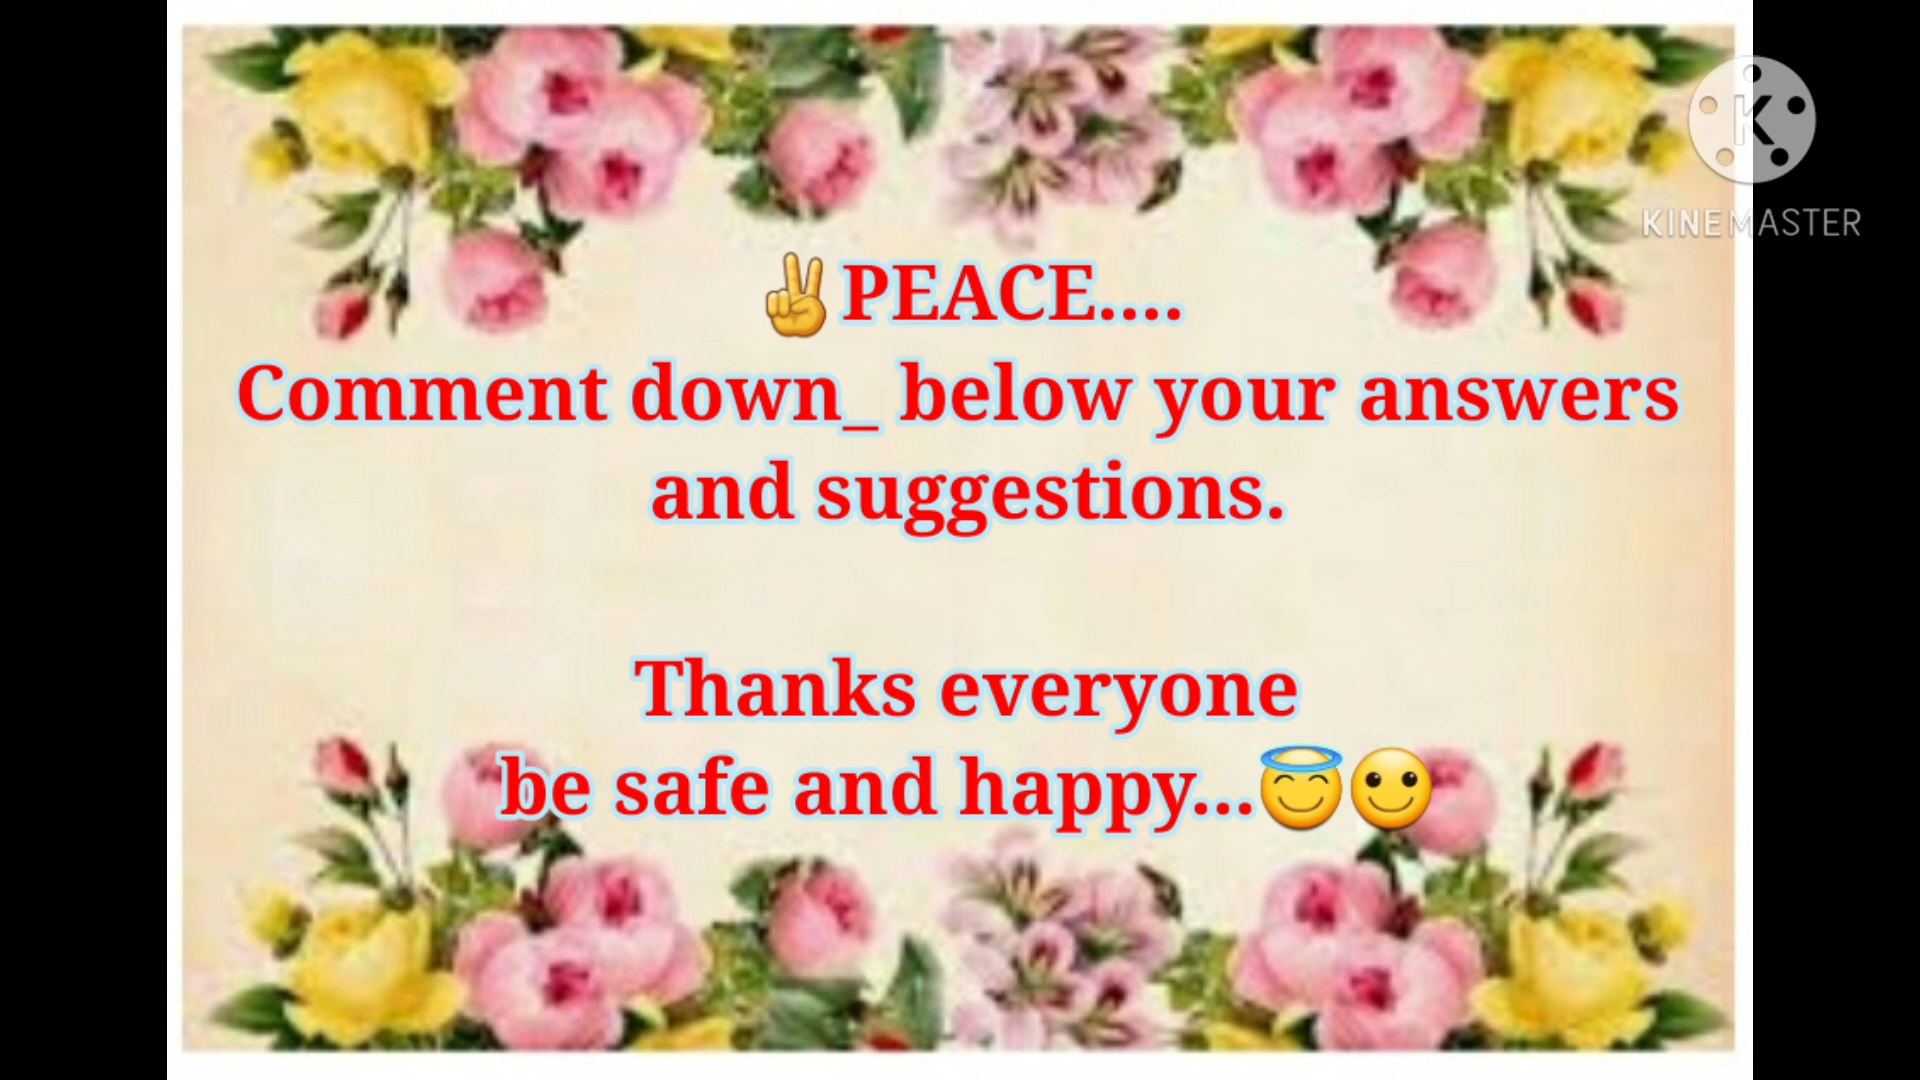 K
KINEMASTER
✌PEACE....
Comment down_ below your answers
and suggestions.
Thanks everyone
be safe and happy...😇🙂